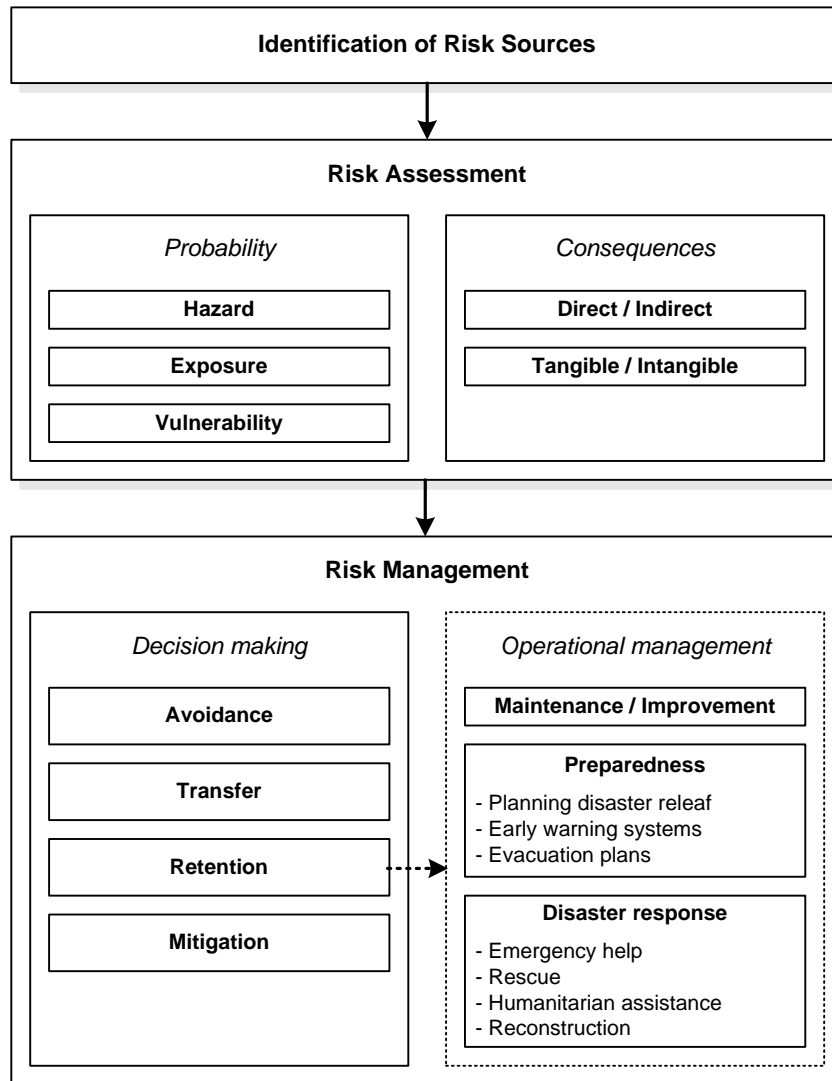 Identification of Risk Sources
Risk Assessment
Probability
Hazard
Exposure
Vulnerability
Consequences
Direct / Indirect
Tangible / Intangible
Risk Management
Decision making
Avoidance
Transfer
Retention
Mitigation
Operational management
Maintenance / Improvement
Preparedness
- Planning disaster releaf
- Early warning systems
- Evacuation plans
Disaster response
- Emergency help
- Rescue
- Humanitarian assistance
- Reconstruction